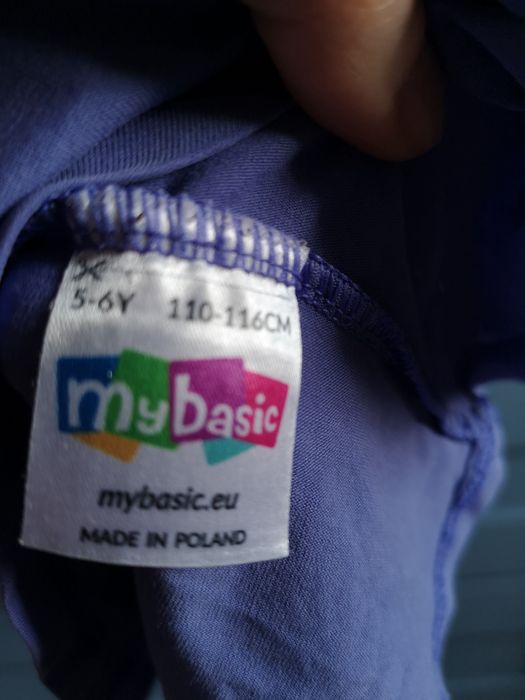 5-6Y 110-116CM
mybasic
mybasic.eu
MADE IN POLAND